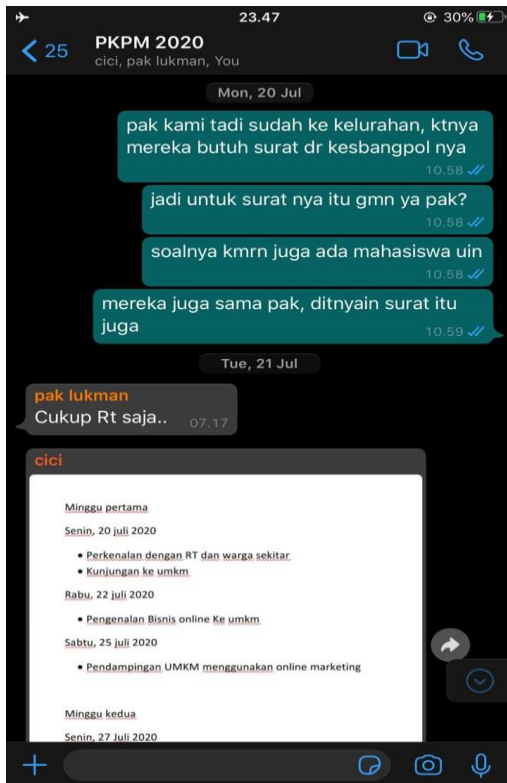 23.47
30%
25
PKPM 2020
cici, pak lukman, You
Mon, 20 Jul
pak kami tadi sudah ke kelurahan, ktnya
mereka butuh surat dr kesbangpol nya
10.58
jadi untuk surat nya itu gmn ya pak?
10.58
soalnya kmrn juga ada mahasiswa uin
10.58
mereka juga sama pak, ditnyain surat itu
juga
10.59
Tue, 21 Jul
pak lukman
Cukup Rt saja..
07.17
cici
Minggu pertama
Senin, 20 juli 2020
• Perkenalan dengan RT dan warga sekitar
• Kunjungan ke umkm
Rabu, 22 juli 2020
• Pengenalan Bisnis online Ke umkm
Sabtu, 25 juli 2020
• Pendampingan UMKM menggunakan online marketing
Minggu kedua
Senin, 27 Juli 2020